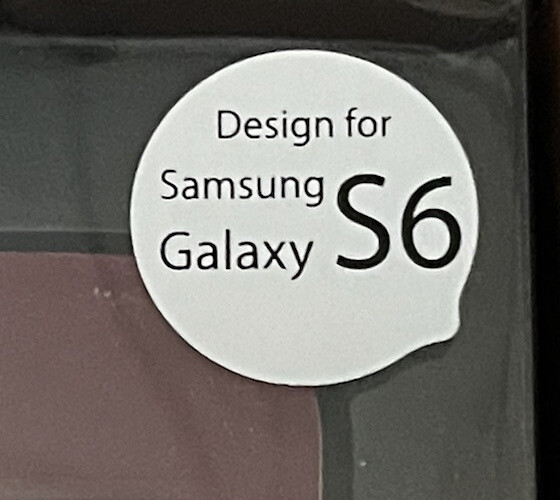 Design for
Samsung
Galaxy S6